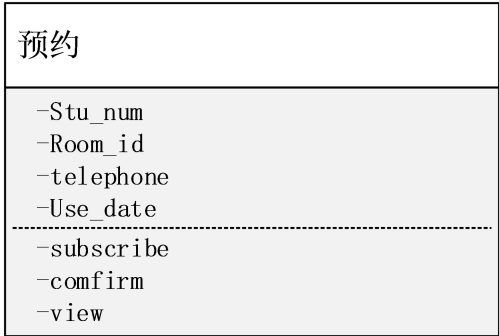 预约
-Stu_num
-Room_id
-telephone
-Use_date
-subscribe
-comfirm
-view